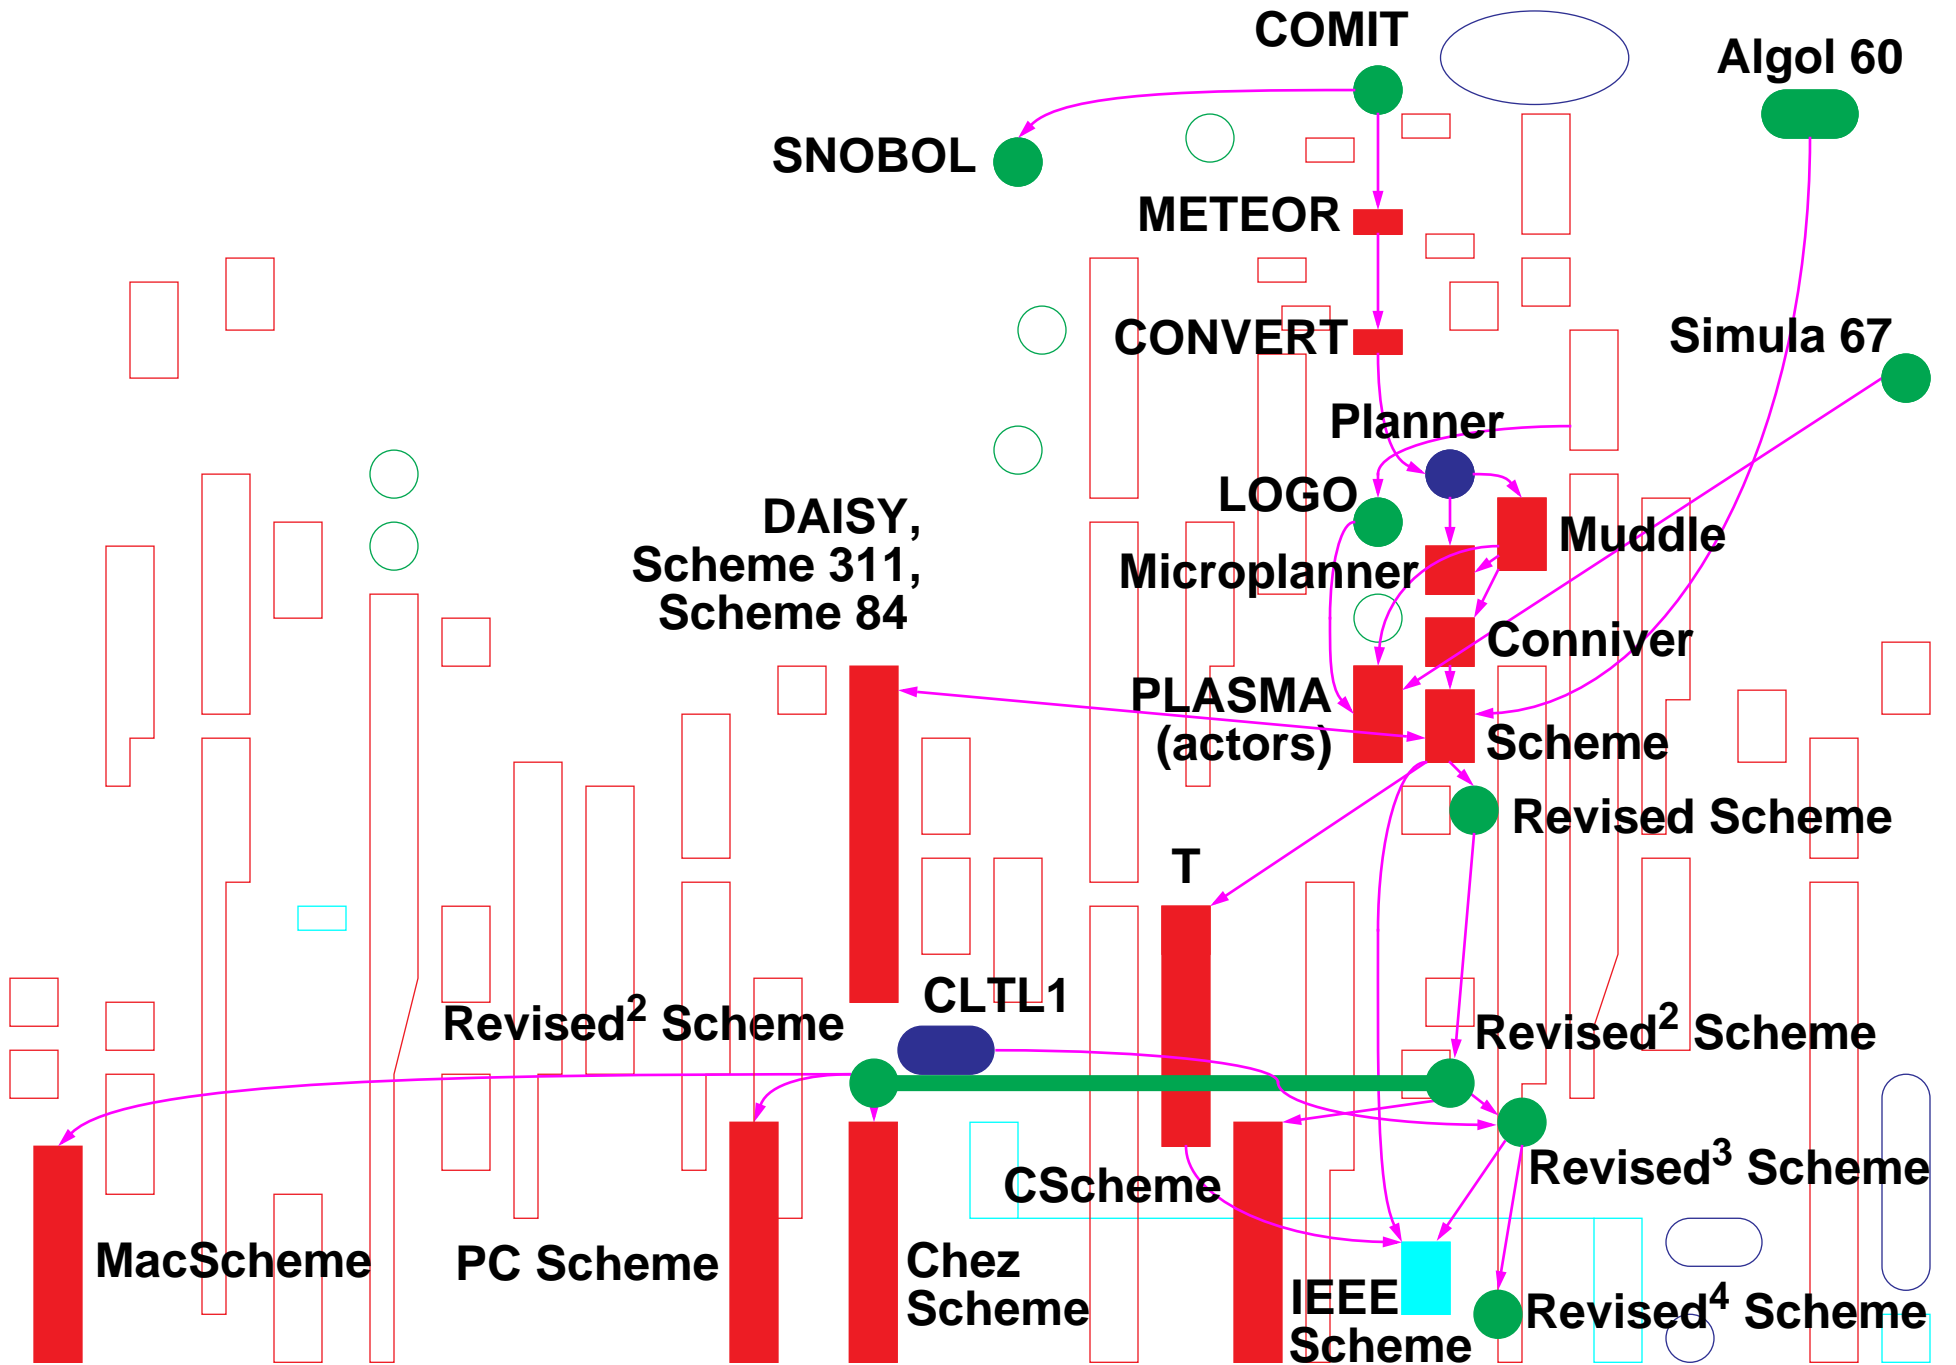 COMIT
Algol 60
SNOBOL
METEOR
CONVERT
Simula 67
Planner
LOGO
DAISY,
Scheme 311,
Scheme 84
Muddle
Microplanner
Conniver
PLASMA
(actors)
Scheme
Revised Scheme
T
CLTL1
Revised² Scheme
Revised² Scheme
Revised³ Scheme
CScheme
MacScheme
PC Scheme
Chez
Scheme
IEEE
Scheme
Revised⁴ Scheme